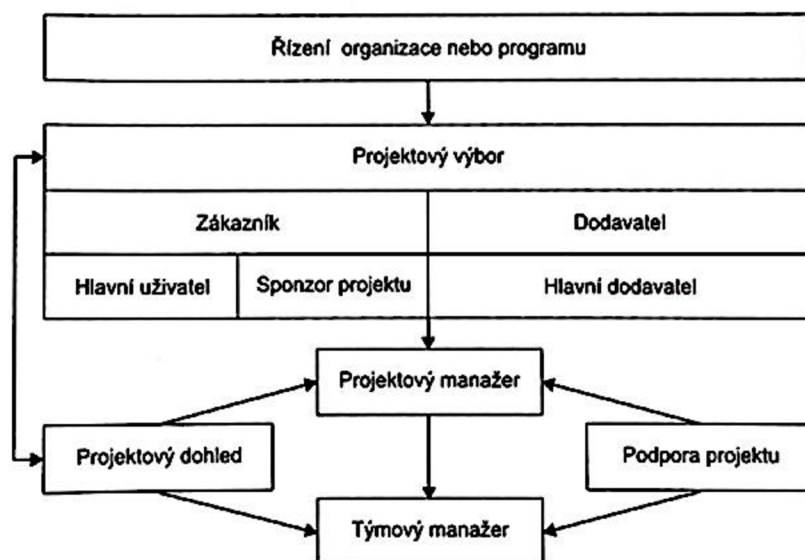 Řízení organizace nebo programu
Projektový výbor
Zákazník
Dodavatel
Hlavní uživatel
Sponzor projektu
Hlavní dodavatel
Projektový manažer
Projektový dohled
Podpora projektu
Týmový manažer